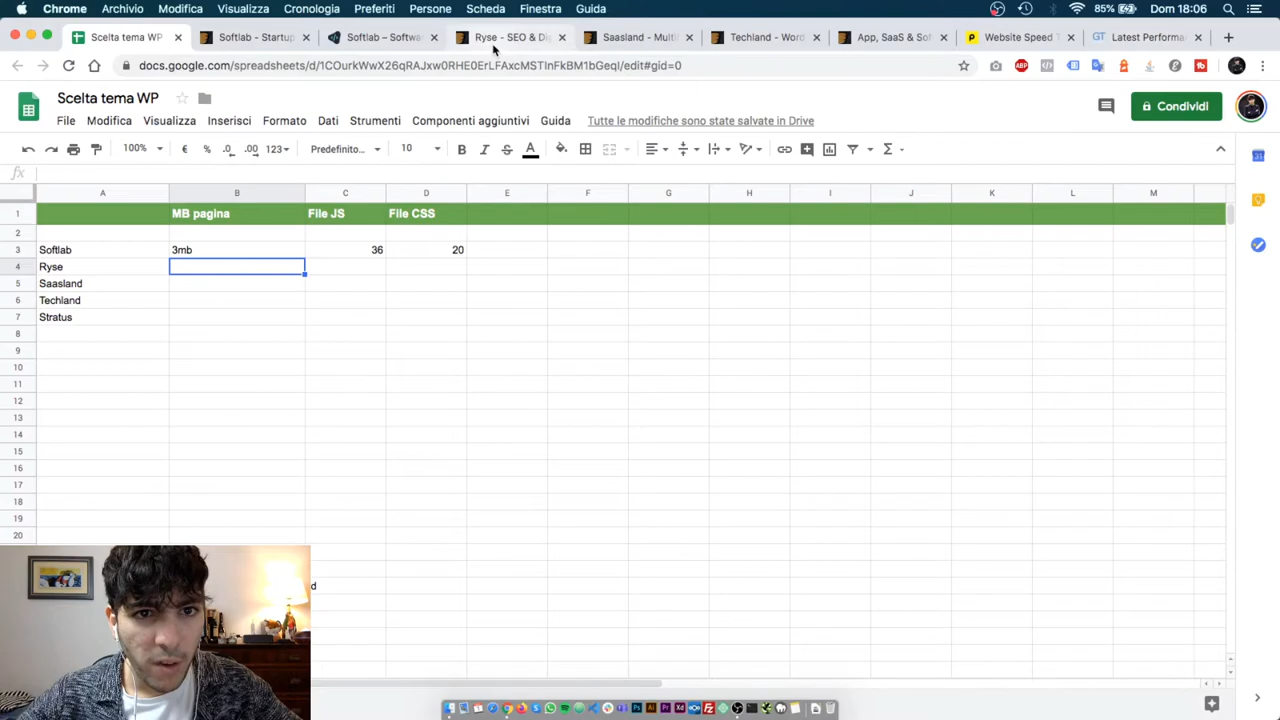 Chrome Archivio Modifica Visualizza Cronologia Preferiti Persone Scheda Finestra Guida 85% Dal 18:06
Scelta tema WP Softlab - Startup Softlab – Softwa Ryse - SEO & Di Saasland - Multi Techland - Word App, SaaS & Sof Website Speed T Latest Performa
docs.google.com/spreadsheets/d/1COurkWwX26qRAJxw0RHE0ErLFAxcMSTInFkBM1bGeqI/edit#gid=0
Scelta tema WP
Condividi
File Modifica Visualizza Inserisci Formato Dati Strumenti Componenti aggiuntivi Guida Tutte le modifiche sono state salvate in Drive
100% € % .0 .00 123 Predefinito... 10
fx
A B C D E F G H I J K L M
1 MB pagina File JS File CSS
2
3 Softlab 3mb 36 20
4 Ryse
5 Saasland
6 Techland
7 Stratus
8
9
10
11
12
13
14
15
16
17
18
19
20
d